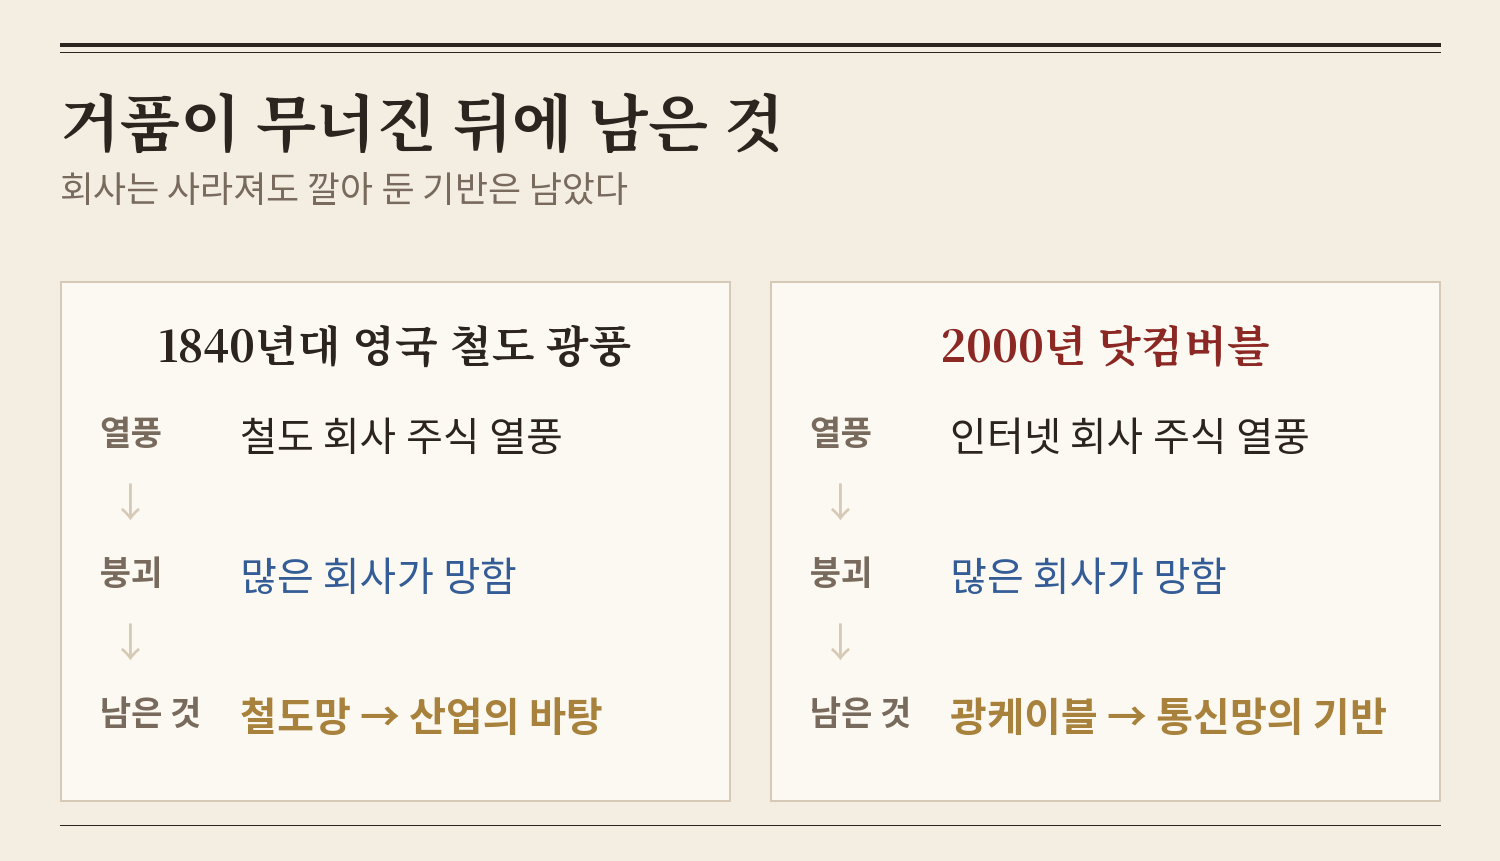 거품이 무너진 뒤에 남은 것
회사는 사라져도 깔아 둔 기반은 남았다
1840년대 영국 철도 광풍
열풍 철도 회사 주식 열풍
↓
붕괴 많은 회사가 망함
↓
남은 것 철도망 → 산업의 바탕
2000년 닷컴버블
열풍 인터넷 회사 주식 열풍
↓
붕괴 많은 회사가 망함
↓
남은 것 광케이블 → 통신망의 기반